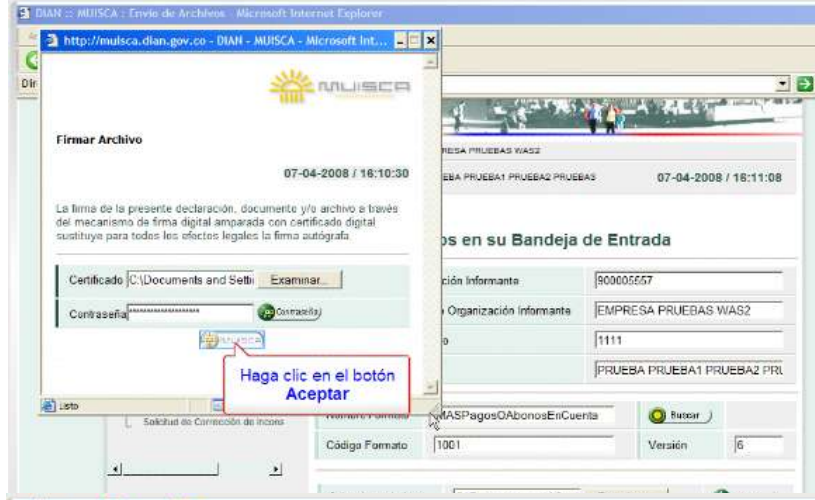 DIAN :: MUISCA : Envio de Archivos - Microsoft Internet Explorer
http://muisca.dian.gov.co - DIAN - MUISCA - Microsoft Int...
Dir
MUISCA
Firmar Archivo
07-04-2008 / 16:10:30
La firma de la presente declaración, documento y/o archivo a través
del mecanismo de firma digital amparada con certificado digital
sustituye para todos los efectos legales la firma
autógrafa.
Certificado C:\Documents and Setti Examinar...
Contraseña ******************* Contraseña
MUISCA
Haga clic en el botón
Aceptar
Listo
RESA PRUEBAS WAS2
EBA PRUEBA1 PRUEBA2 PRUEBAS 07-04-2008 / 16:11:08
os en su Bandeja de Entrada
ción Informante 900005557
Organización Informante EMPRESA PRUEBAS WAS2
o 1111
PRUEBA PRUEBA1 PRUEBA2 PRU
Solicitud de Corrección de Incons
Nombre Formato MASPagosOAbonosEnCuenta Buscar
Código Formato 1001 Versión 6